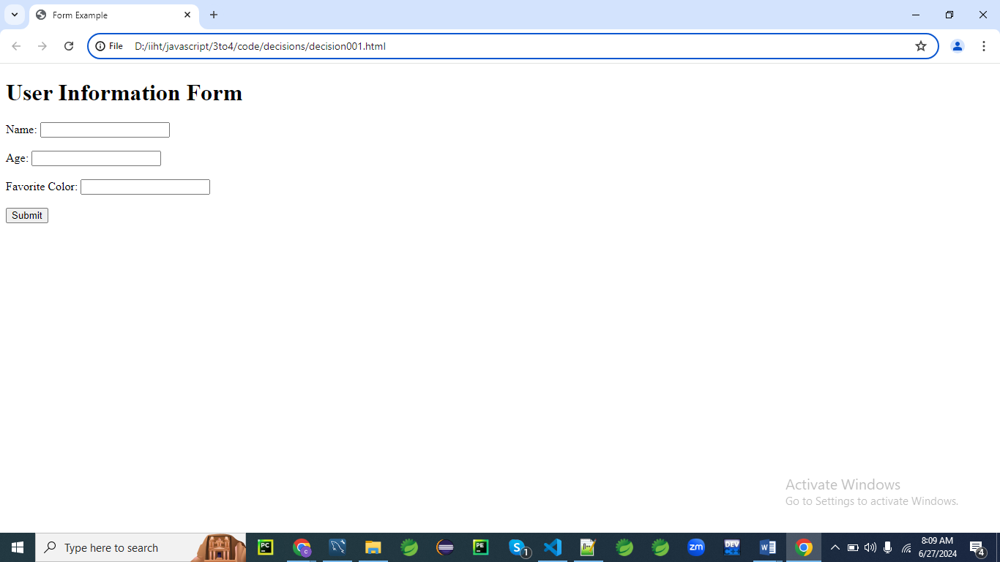 Form Example
File D:/iiht/javascript/3to4/code/decisions/decision001.html
User Information Form
Name:
Age:
Favorite Color:
Submit
Activate Windows
Go to Settings to activate Windows.
Type here to search
PC
c
PE
S 1
zm
DEV
W
8:09 AM
6/27/2024
4